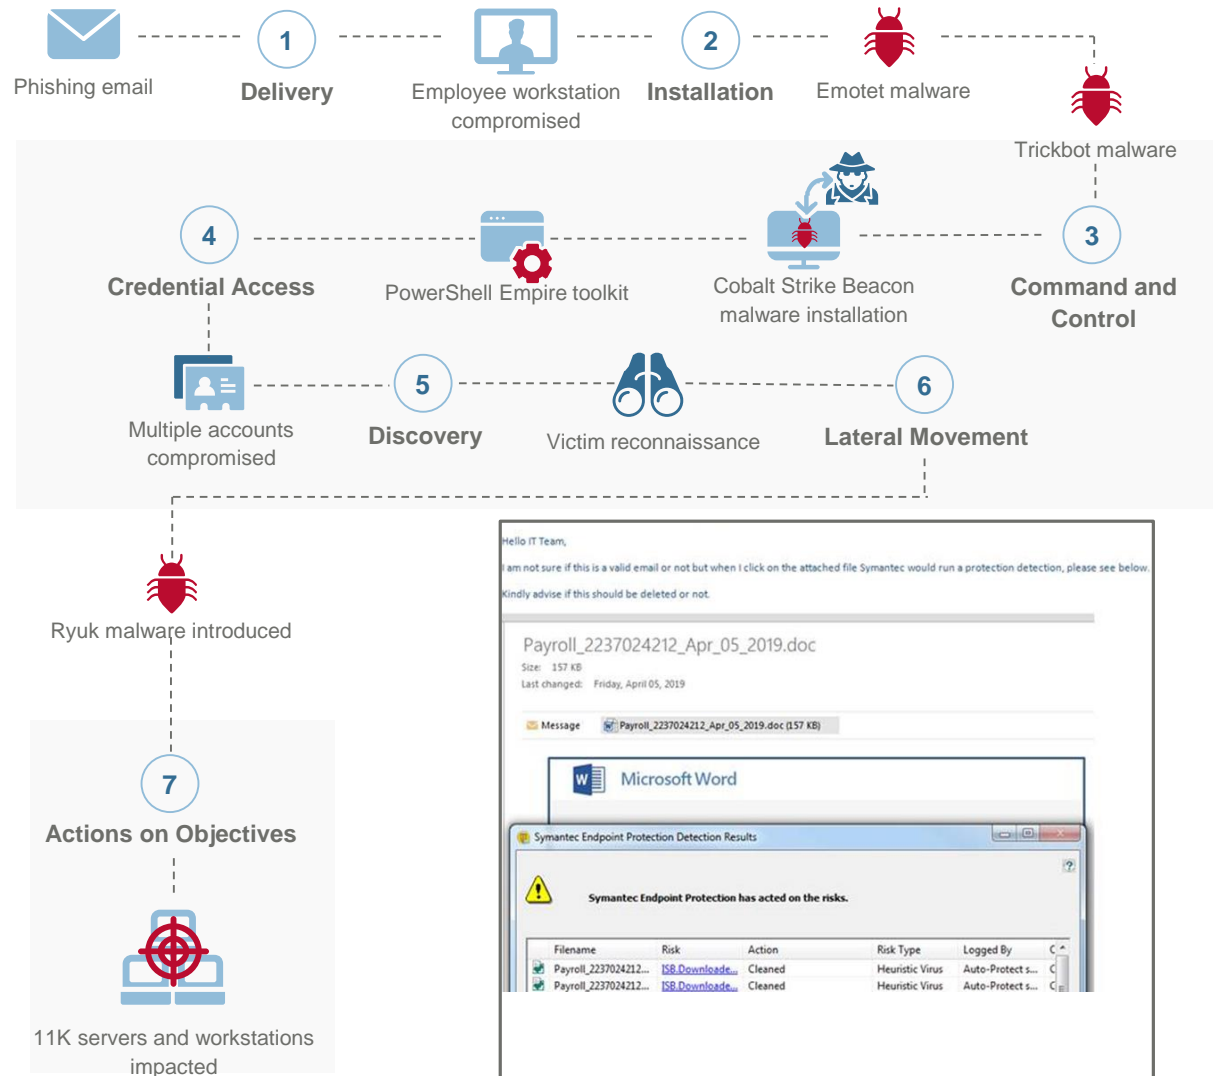 Phishing email
1
Delivery
Employee workstation
compromised
2
Installation
Emotet malware
Trickbot malware
3
Command and
Control
Cobalt Strike Beacon
malware installation
PowerShell Empire toolkit
4
Credential Access
Multiple accounts
compromised
5
Discovery
Victim reconnaissance
6
Lateral Movement
Ryuk malware introduced
7
Actions on Objectives
11K servers and workstations
impacted
Hello IT Team,
I am not sure if this is a valid email or not but when I click on the attached file Symantec would run a protection detection, please see below.
Kindly advise if this should be deleted or not.
Payroll_2237024212_Apr_05_2019.doc
Size: 157 KB
Last changed: Friday, April 05, 2019
Message Payroll_2237024212_Apr_05_2019.doc (157 KB)
W Microsoft Word
Symantec Endpoint Protection Detection Results
?
Symantec Endpoint Protection has acted on the risks.
Filename Risk Action Risk Type Logged By C
Payroll_2237024212... ISB.Downloade... Cleaned Heuristic Virus Auto-Protect s... C
Payroll_2237024212... ISB.Downloade... Cleaned Heuristic Virus Auto-Protect s... C